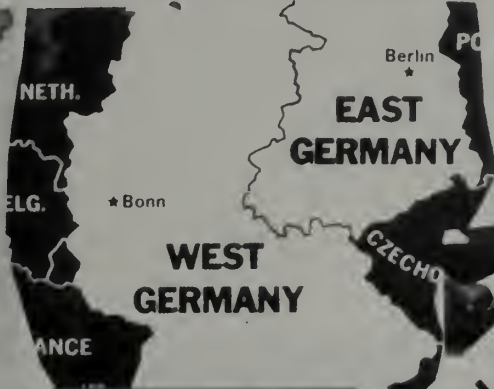 Berlin
PO
NETH.
EAST
GERMANY
ELG.
Bonn
CZECHO
WEST
GERMANY
ANCE